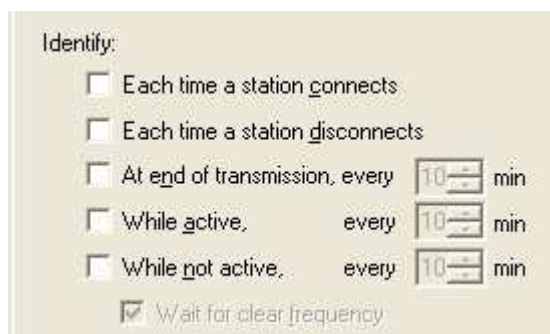 Identify:
Each time a station connects
Each time a station disconnects
At end of transmission, every 10 min
While active, every 10 min
While not active, every 10 min
Wait for clear frequency